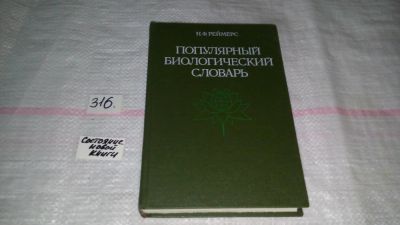 Н.Ф. РЕЙМЕРС
ПОПУЛЯРНЫЙ
БИОЛОГИЧЕСКИЙ
СЛОВАРЬ
316.
Состояние
новой
книги